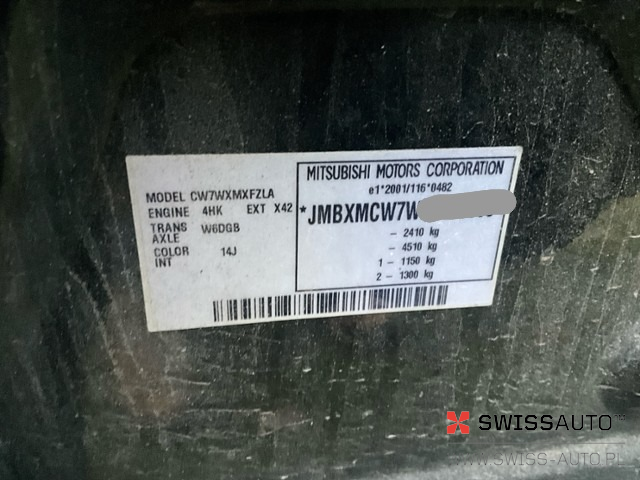 MODEL CW7WXMXFZLA
ENGINE 4HK EXT X42
TRANS AXLE W6DGB
COLOR INT 14J
MITSUBISHI MOTORS CORPORATION
e1*2001/116*0482
*JMBXMCW7W
- 2410 kg
- 4510 kg
1 - 1150 kg
2 - 1300 kg
SWISSAUTO
WWW.SWISS-AUTO.PL